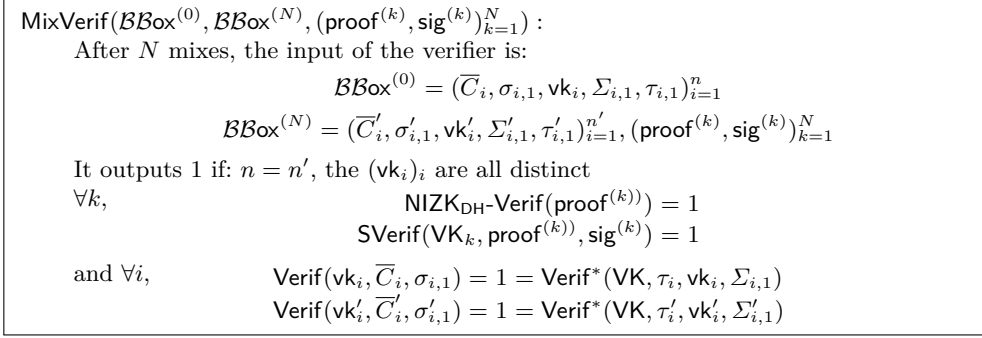 MixVerif(𝓑𝓑ox^(0), 𝓑𝓑ox^(N), (proof^(k), sig^(k))_{k=1}^N) :
After N mixes, the input of the verifier is:
𝓑𝓑ox^(0) = (C̅_i, σ_{i,1}, vk_i, Σ_{i,1}, τ_{i,1})_{i=1}^n
𝓑𝓑ox^(N) = (C̅′_i, σ′_{i,1}, vk′_i, Σ′_{i,1}, τ′_{i,1})_{i=1}^{n′}, (proof^(k), sig^(k))_{k=1}^N
It outputs 1 if: n = n′, the (vk_i)_i are all distinct
∀k, NIZK_DH-Verif(proof^(k))) = 1
SVerif(VK_k, proof^(k)), sig^(k)) = 1
and ∀i, Verif(vk_i, C̅_i, σ_{i,1}) = 1 = Verif*(VK, τ_i, vk_i, Σ_{i,1})
Verif(vk′_i, C̅′_i, σ′_{i,1}) = 1 = Verif*(VK, τ′_i, vk′_i, Σ′_{i,1})